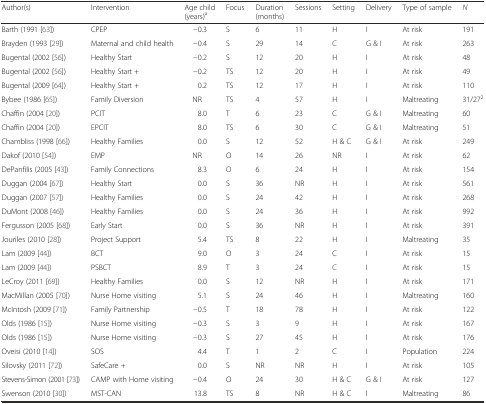 Author(s) Intervention Age child (years)a Focus Duration (months) Sessions Setting Delivery Type of sample N
Barth (1991 [63]) CPEP −0.3 S 6 11 H I At risk 191
Brayden (1993 [29]) Maternal and child health −0.4 S 29 14 C G & I At risk 263
Bugental (2002 [56]) Healthy Start −0.2 S 12 20 H I At risk 48
Bugental (2002 [56]) Healthy Start + −0.2 TS 12 20 H I At risk 49
Bugental (2009 [64]) Healthy Start + 0.2 TS 12 17 H I At risk 110
Bybee (1986 [65]) Family Diversion NR TS 4 57 H I Maltreating 31/27²
Chaffin (2004 [20]) PCIT 8.0 T 6 23 C G & I Maltreating 60
Chaffin (2004 [20]) EPCIT 8.0 TS 6 30 C G & I Maltreating 51
Chambliss (1998 [66]) Healthy Families 0.0 S 12 52 H & C G & I At risk 249
Dakof (2010 [54]) EMP NR O 14 26 NR I At risk 62
DePanfilis (2005 [43]) Family Connections 8.3 O 6 24 H I At risk 154
Duggan (2004 [67]) Healthy Start 0.0 S 36 NR H I At risk 561
Duggan (2007 [57]) Healthy Families 0.0 S 24 42 H I At risk 268
DuMont (2008 [46]) Healthy Families 0.0 S 24 36 H I At risk 992
Fergusson (2005 [68]) Early Start 0.0 S 36 NR H I At risk 391
Jouriles (2010 [28]) Project Support 5.4 TS 8 22 H I Maltreating 35
Lam (2009 [44]) BCT 9.0 O 3 24 C I At risk 15
Lam (2009 [44]) PSBCT 8.9 T 3 24 C I At risk 15
LeCroy (2011 [69]) Healthy Families 0.0 S 12 NR H I At risk 171
MacMillan (2005 [70]) Nurse Home visiting 5.1 S 24 46 H I Maltreating 160
McIntosh (2009 [71]) Family Partnership −0.5 T 18 78 H I At risk 122
Olds (1986 [15]) Nurse Home visiting −0.3 S 3 9 H I At risk 167
Olds (1986 [15]) Nurse Home visiting −0.3 S 27 45 H I At risk 176
Oveisi (2010 [14]) SOS 4.4 T 1 2 C I Population 224
Silovsky (2011 [72]) SafeCare + 0.0 S NR NR H I At risk 105
Stevens-Simon (2001 [73]) CAMP with Home visiting −0.4 O 24 30 H & C G & I At risk 127
Swenson (2010 [30]) MST-CAN 13.8 TS 8 NR H & C I Maltreating 86